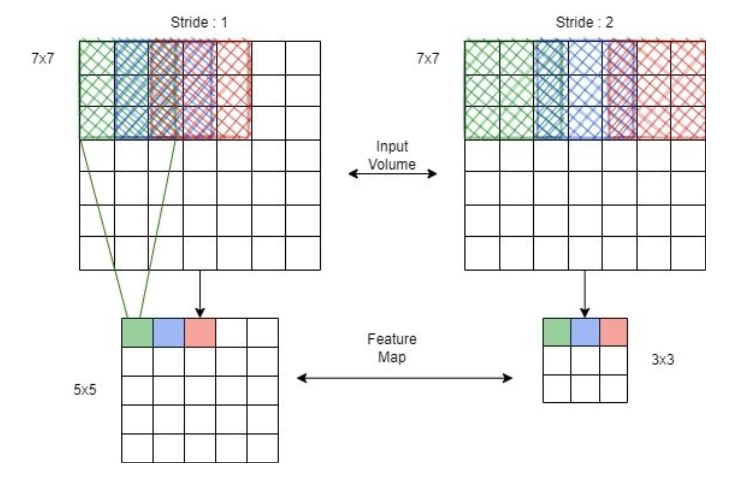 Stride : 1
Stride : 2
7x7
7x7
Input
Volume
Feature
Map
5x5
3x3